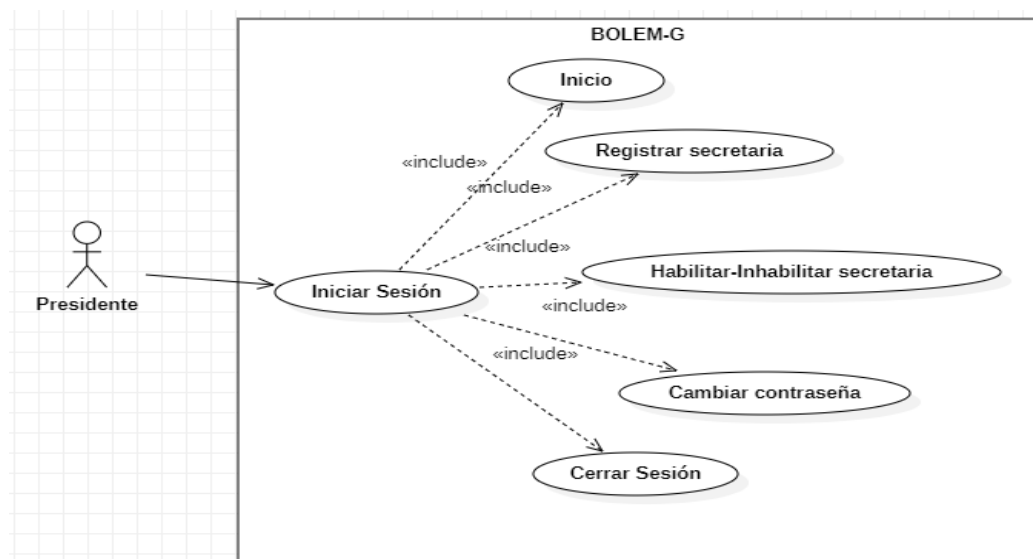 BOLEM-G
Inicio
Registrar secretaria
«include»
«include»
«include»
Habilitar-Inhabilitar secretaria
Iniciar Sesión
Presidente
«include»
«include»
Cambiar contraseña
Cerrar Sesión